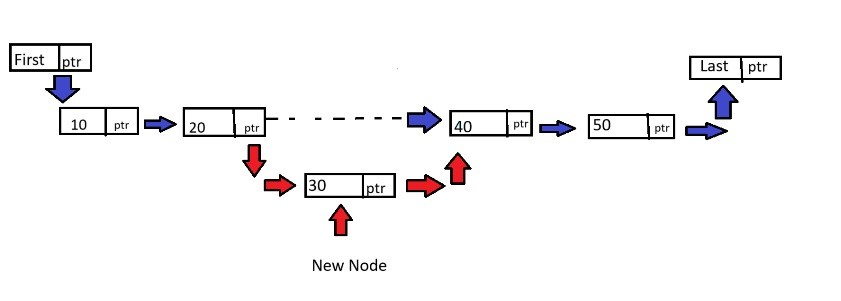 First ptr
Last ptr
10 ptr
20 ptr
40 ptr
50 ptr
30 ptr
New Node